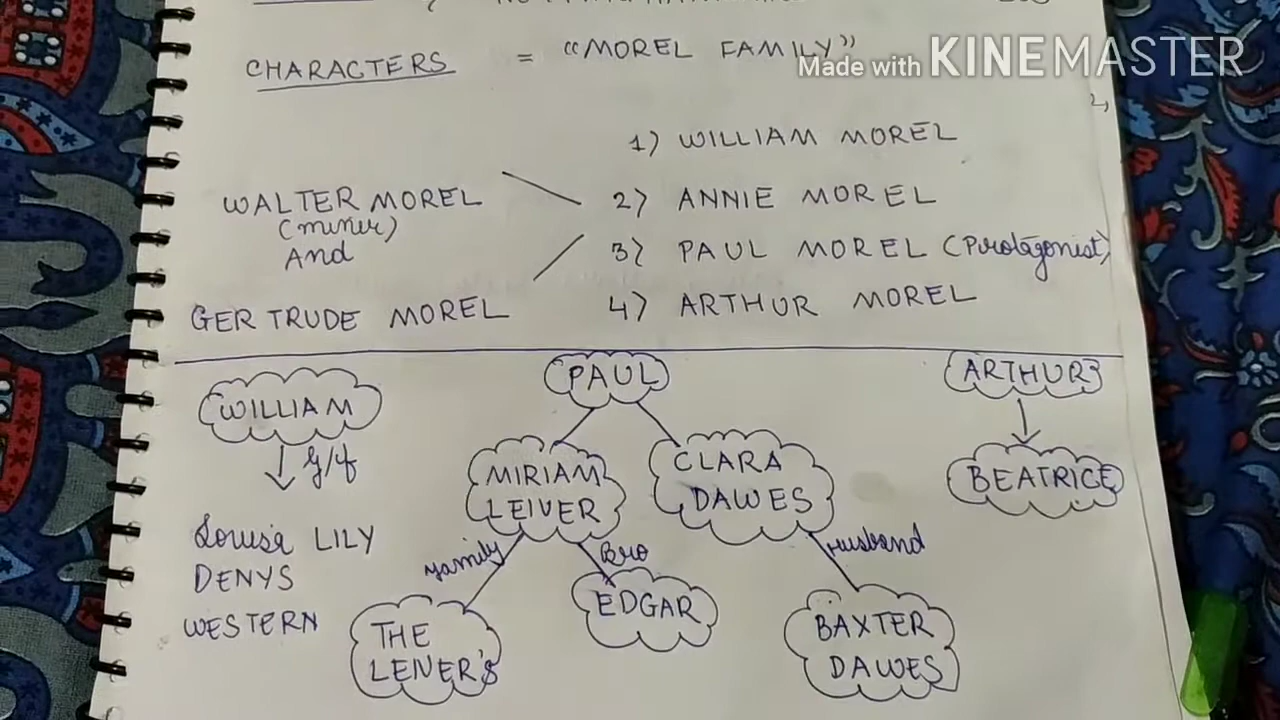 CHARACTERS = "MOREL FAMILY"
Made with KINEMASTER
1) WILLIAM MOREL
WALTER MOREL 2) ANNIE MOREL
(miner)
And 3) PAUL MOREL (Protagonist)
GERTRUDE MOREL 4) ARTHUR MOREL
WILLIAM PAUL ARTHUR
g/f
MIRIAM LEIVER
CLARA DAWES
BEATRICE
Louisa LILY
DENYS
WESTERN
family Bro Husband
THE LEIVER'S
EDGAR
BAXTER DAWES